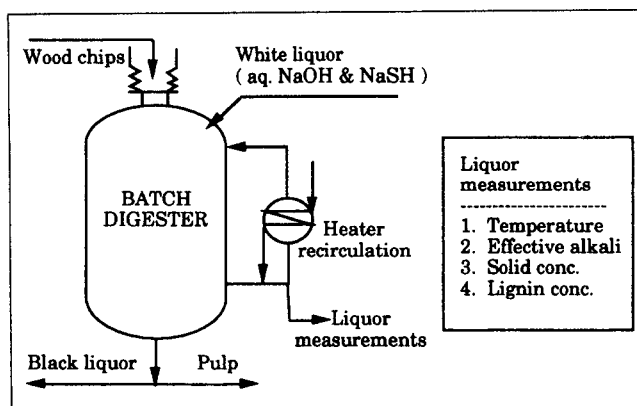 Wood chips
White liquor
( aq. NaOH & NaSH )
BATCH
DIGESTER
Heater
recirculation
Liquor
measurements
Black liquor
Pulp
Liquor
measurements
------------------
1. Temperature
2. Effective alkali
3. Solid conc.
4. Lignin conc.